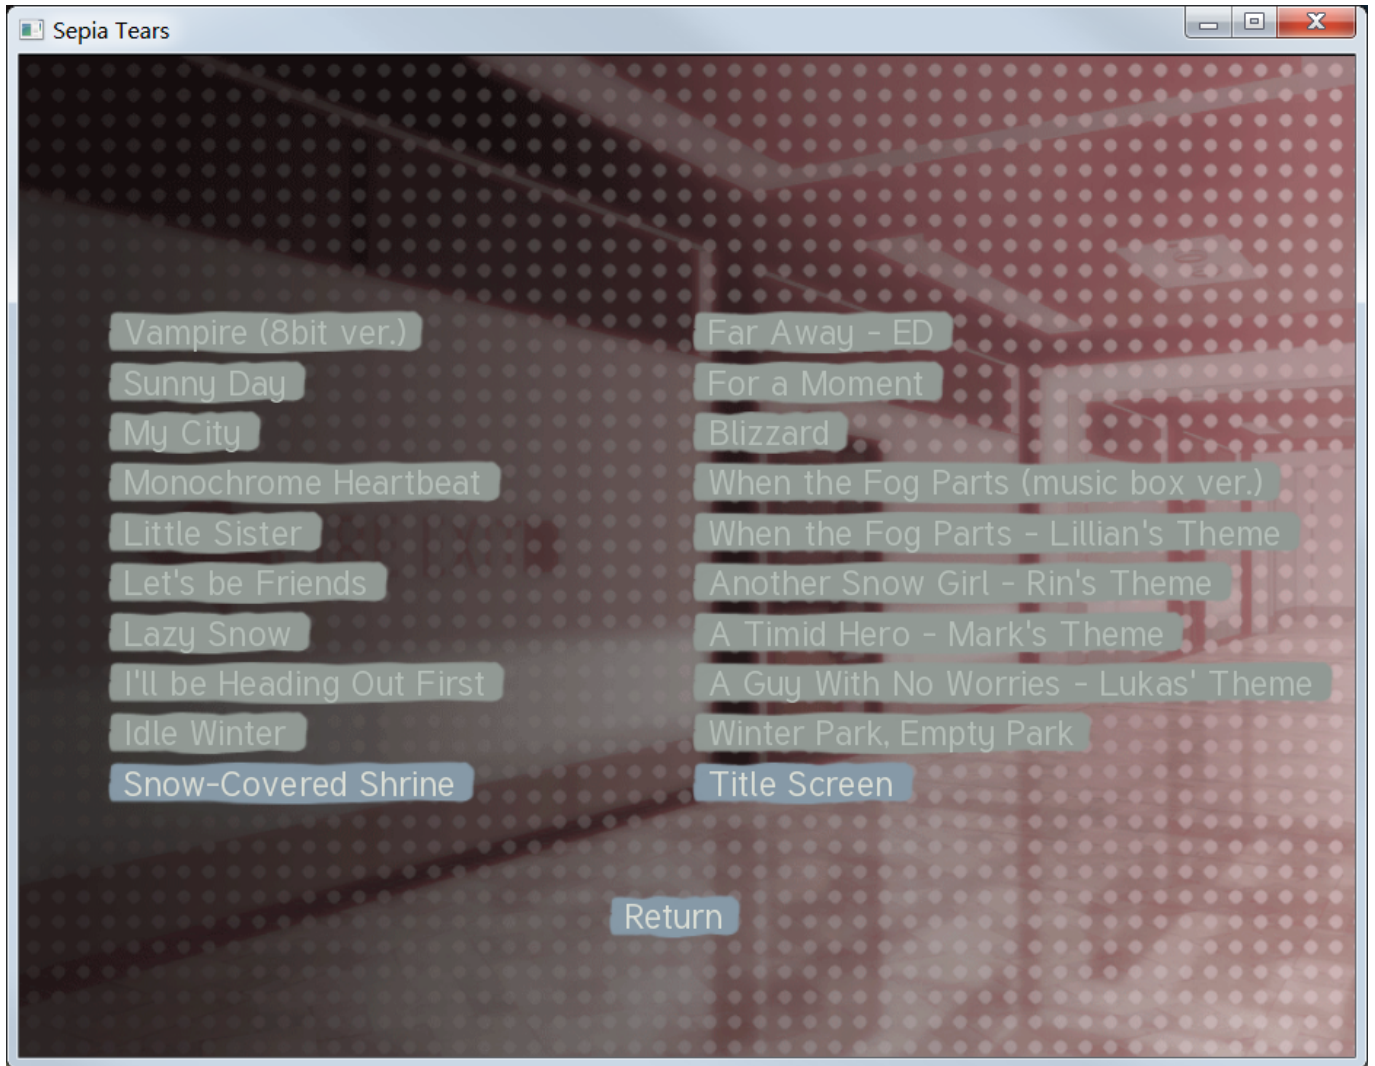 Sepia Tears
Vampire (8bit ver.)
Sunny Day
My City
Monochrome Heartbeat
Little Sister
Let's be Friends
Lazy Snow
I'll be Heading Out First
Idle Winter
Snow-Covered Shrine
Far Away - ED
For a Moment
Blizzard
When the Fog Parts (music box ver.)
When the Fog Parts - Lillian's Theme
Another Snow Girl - Rin's Theme
A Timid Hero - Mark's Theme
A Guy With No Worries - Lukas' Theme
Winter Park, Empty Park
Title Screen
Return